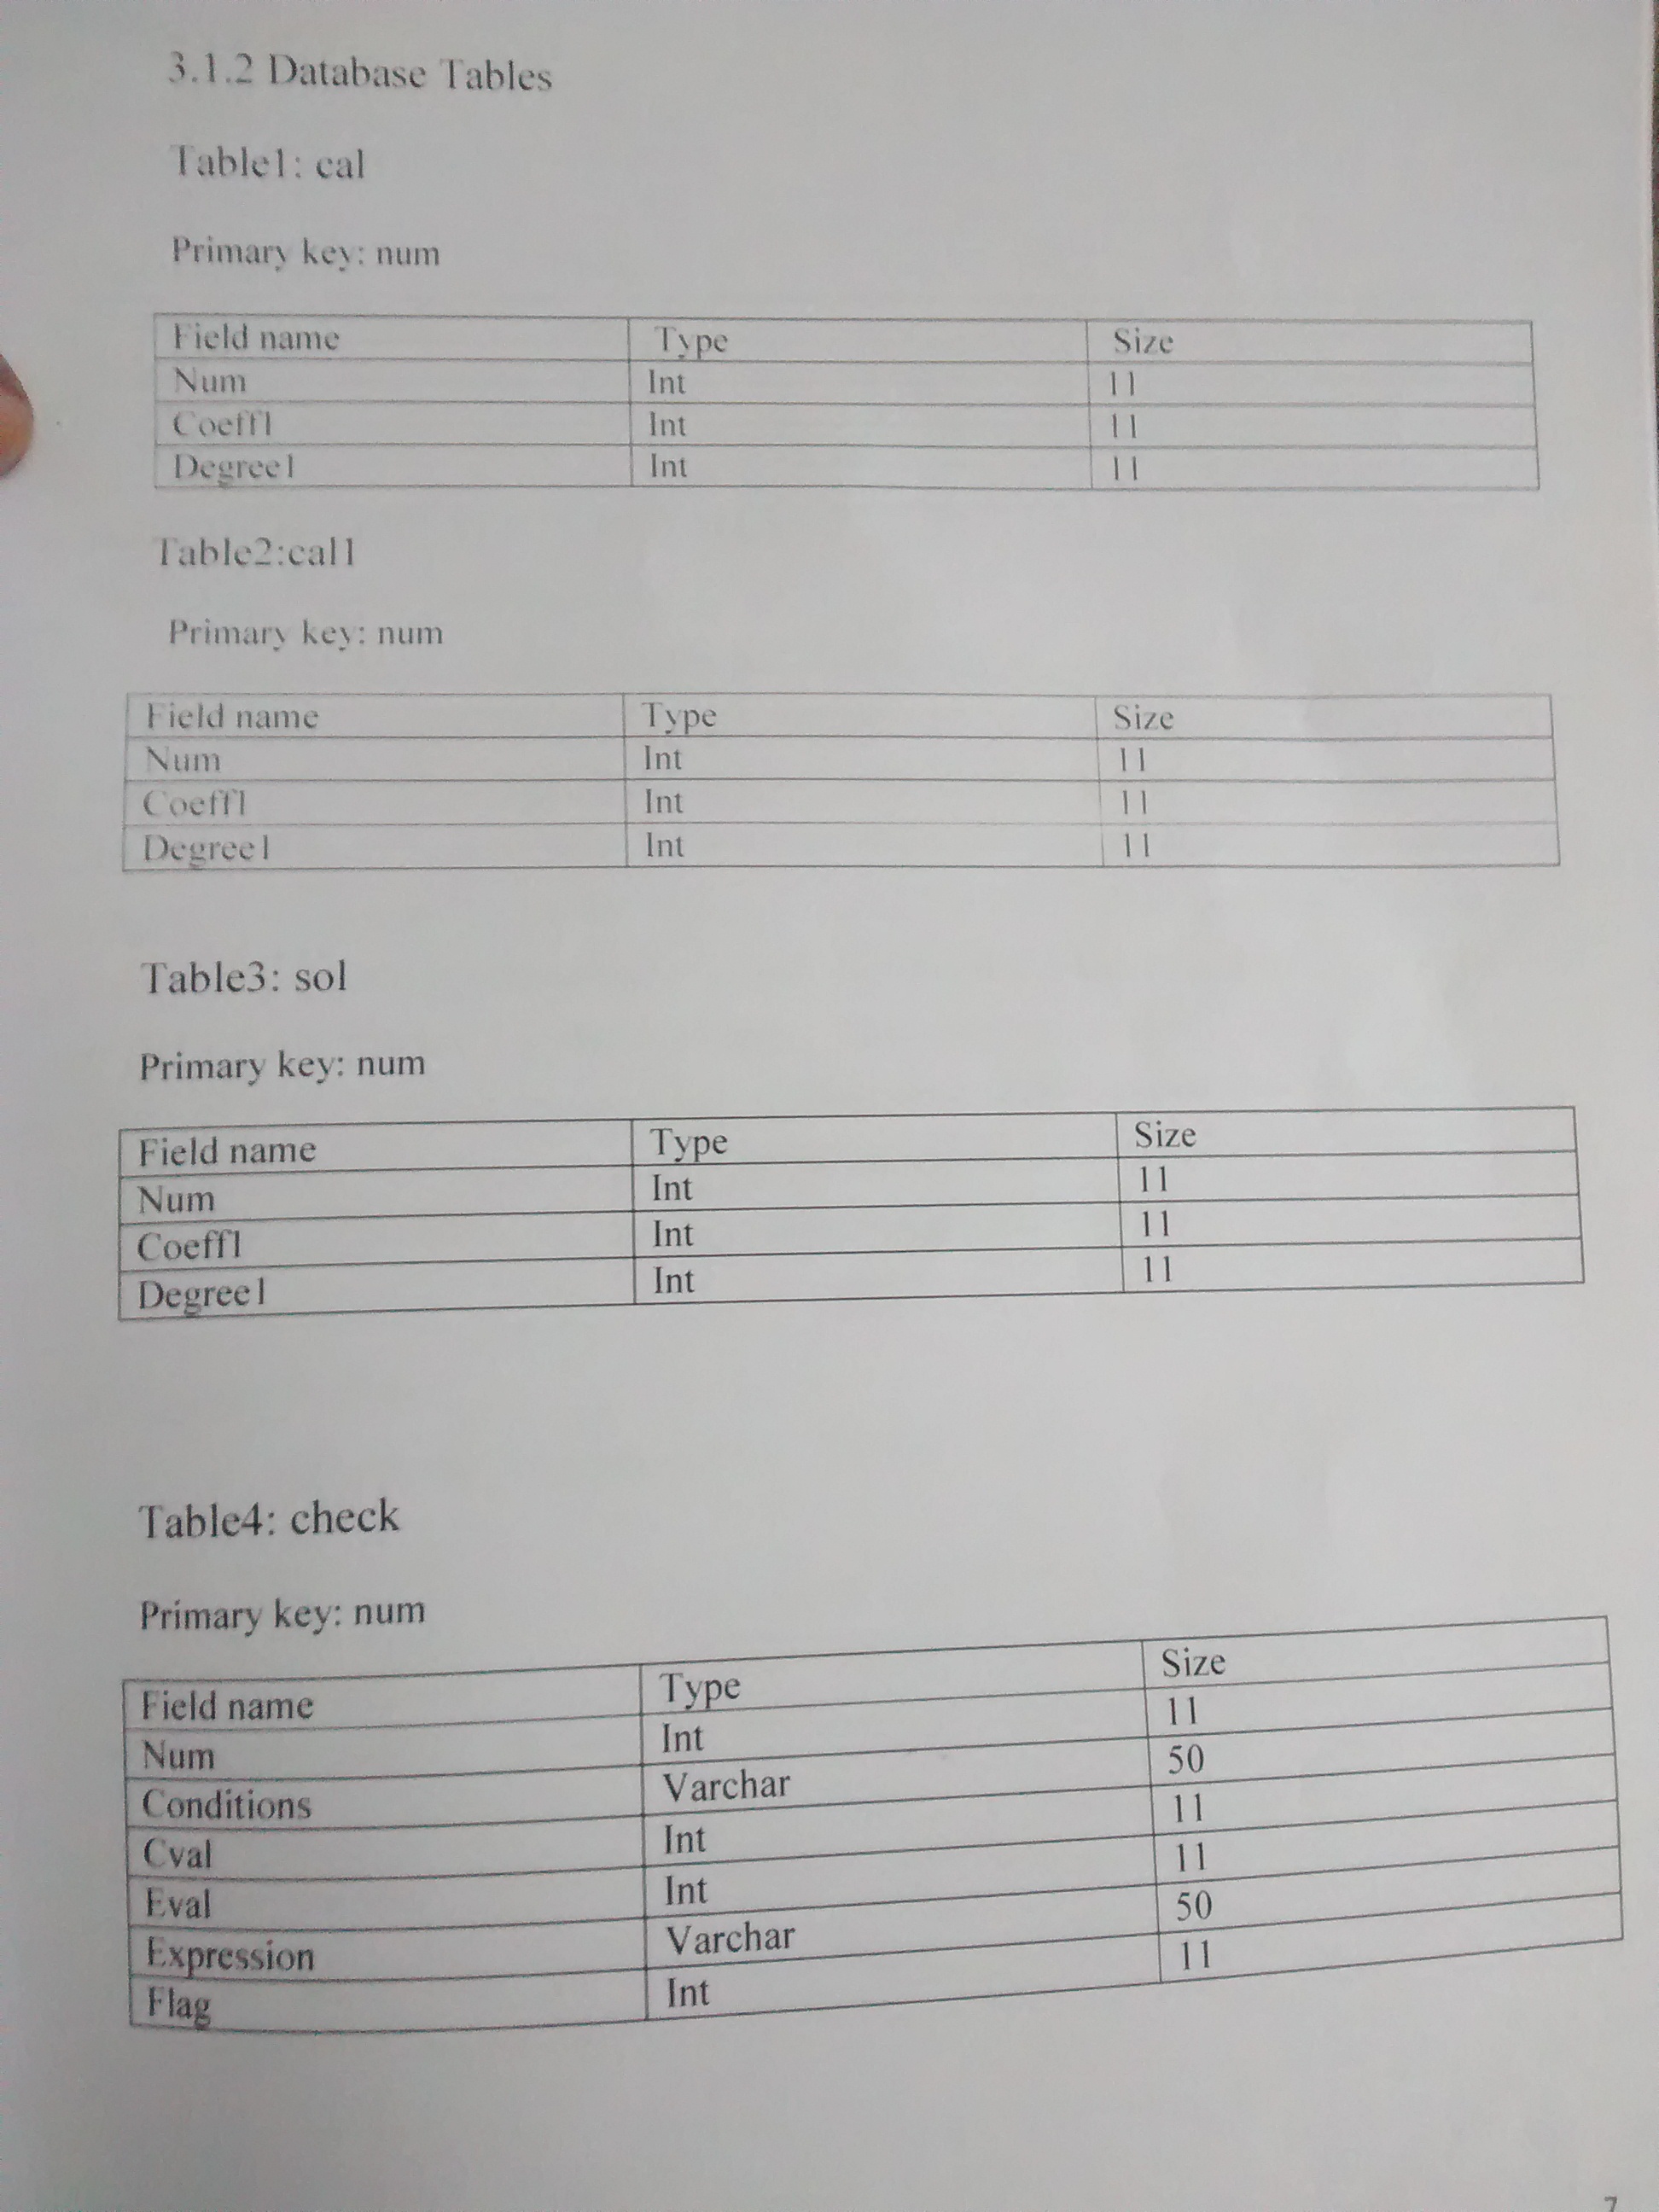 3.1.2 Database Tables
Table1: cal
Primary key: num
Field name Type Size
Num Int 11
Coeff1 Int 11
Degree1 Int 11
Table2:cal1
Primary key: num
Field name Type Size
Num Int 11
Coeff1 Int 11
Degree1 Int 11
Table3: sol
Primary key: num
Field name Type Size
Num Int 11
Coeff1 Int 11
Degree1 Int 11
Table4: check
Primary key: num
Field name Type Size
Num Int 11
Conditions Varchar 50
Cval Int 11
Eval Int 11
Expression Varchar 50
Flag Int 11
7